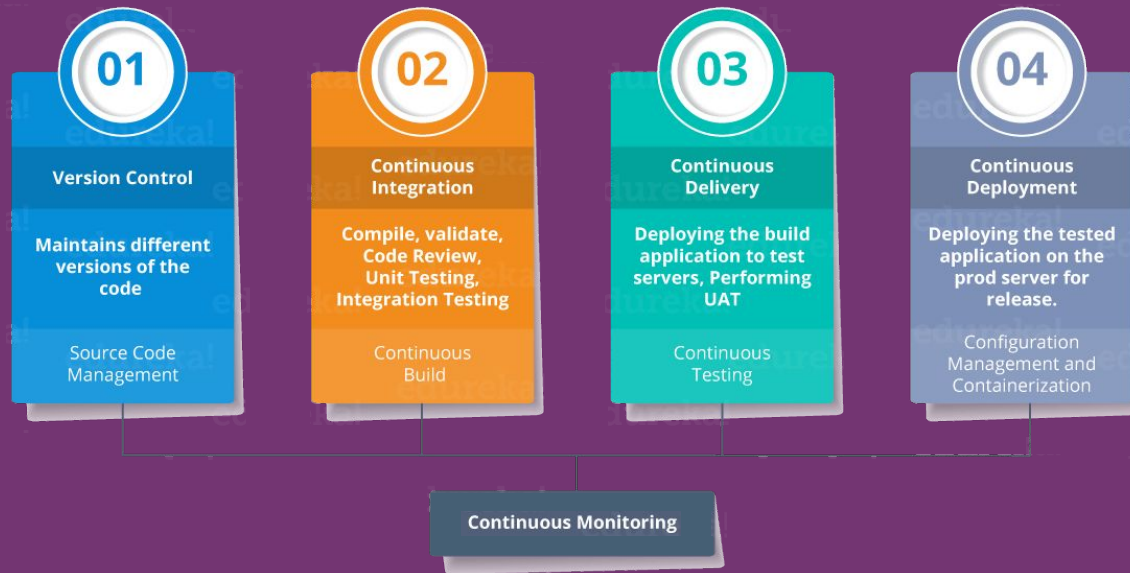 01
Version Control
Maintains different
versions of the
code
Source Code
Management
02
Continuous
Integration
Compile, validate,
Code Review,
Unit Testing,
Integration Testing
Continuous
Build
03
Continuous
Delivery
Deploying the build
application to test
servers, Performing
UAT
Continuous
Testing
04
Continuous
Deployment
Deploying the tested
application on the
prod server for
release.
Configuration
Management and
Containerization
Continuous Monitoring
edureka!